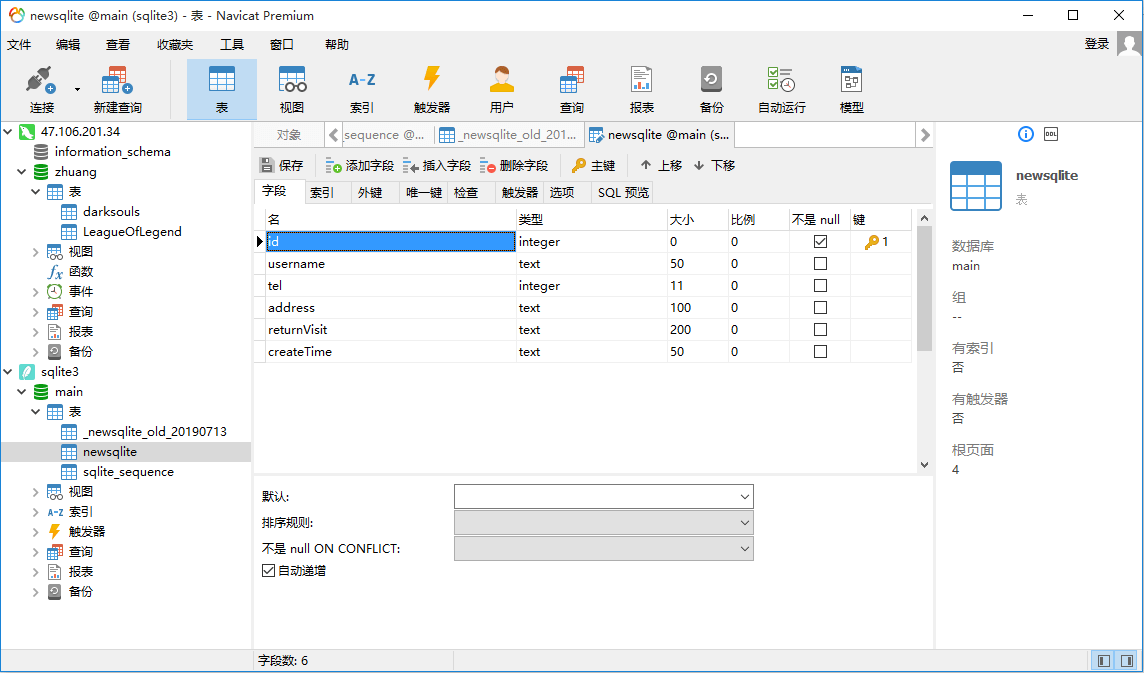 newsqlite @main (sqlite3) - 表 - Navicat Premium
文件 编辑 查看 收藏夹 工具 窗口 帮助 登录
连接 新建查询 表 视图 索引 触发器 用户 查询 报表 备份 自动运行 模型
A-Z
47.106.201.34
information_schema
zhuang
表
darksouls
LeagueOfLegend
视图
fx 函数
事件
查询
报表
备份
sqlite3
main
表
_newsqlite_old_20190713
newsqlite
sqlite_sequence
视图
A-Z 索引
触发器
查询
报表
备份
对象 sequence @... _newsqlite_old_201... newsqlite @main (s...
保存 添加字段 插入字段 删除字段 主键 上移 下移
字段 索引 外键 唯一键 检查 触发器 选项 SQL 预览
名 类型 大小 比例 不是 null 键
id integer 0 0 1
username text 50 0
tel integer 11 0
address text 100 0
returnVisit text 200 0
createTime text 50 0
默认:
排序规则:
不是 null ON CONFLICT:
自动递增
DDL
newsqlite
表
数据库
main
组
--
有索引
否
有触发器
否
根页面
4
字段数: 6